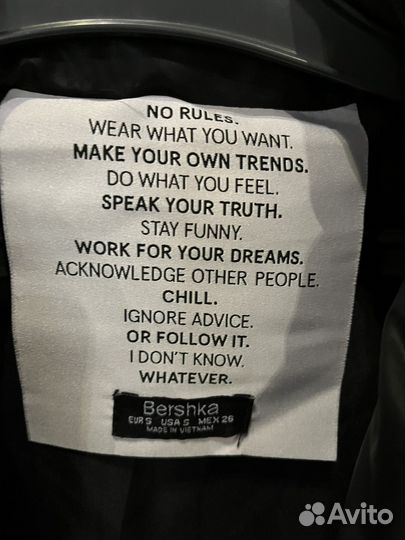 NO RULES.
WEAR WHAT YOU WANT.
MAKE YOUR OWN TRENDS.
DO WHAT YOU FEEL.
SPEAK YOUR TRUTH.
STAY FUNNY.
WORK FOR YOUR DREAMS.
ACKNOWLEDGE OTHER PEOPLE.
CHILL.
IGNORE ADVICE.
OR FOLLOW IT.
I DON'T KNOW.
WHATEVER.
Bershka
EUR S USA S MEX 26
MADE IN VIETNAM
Avito